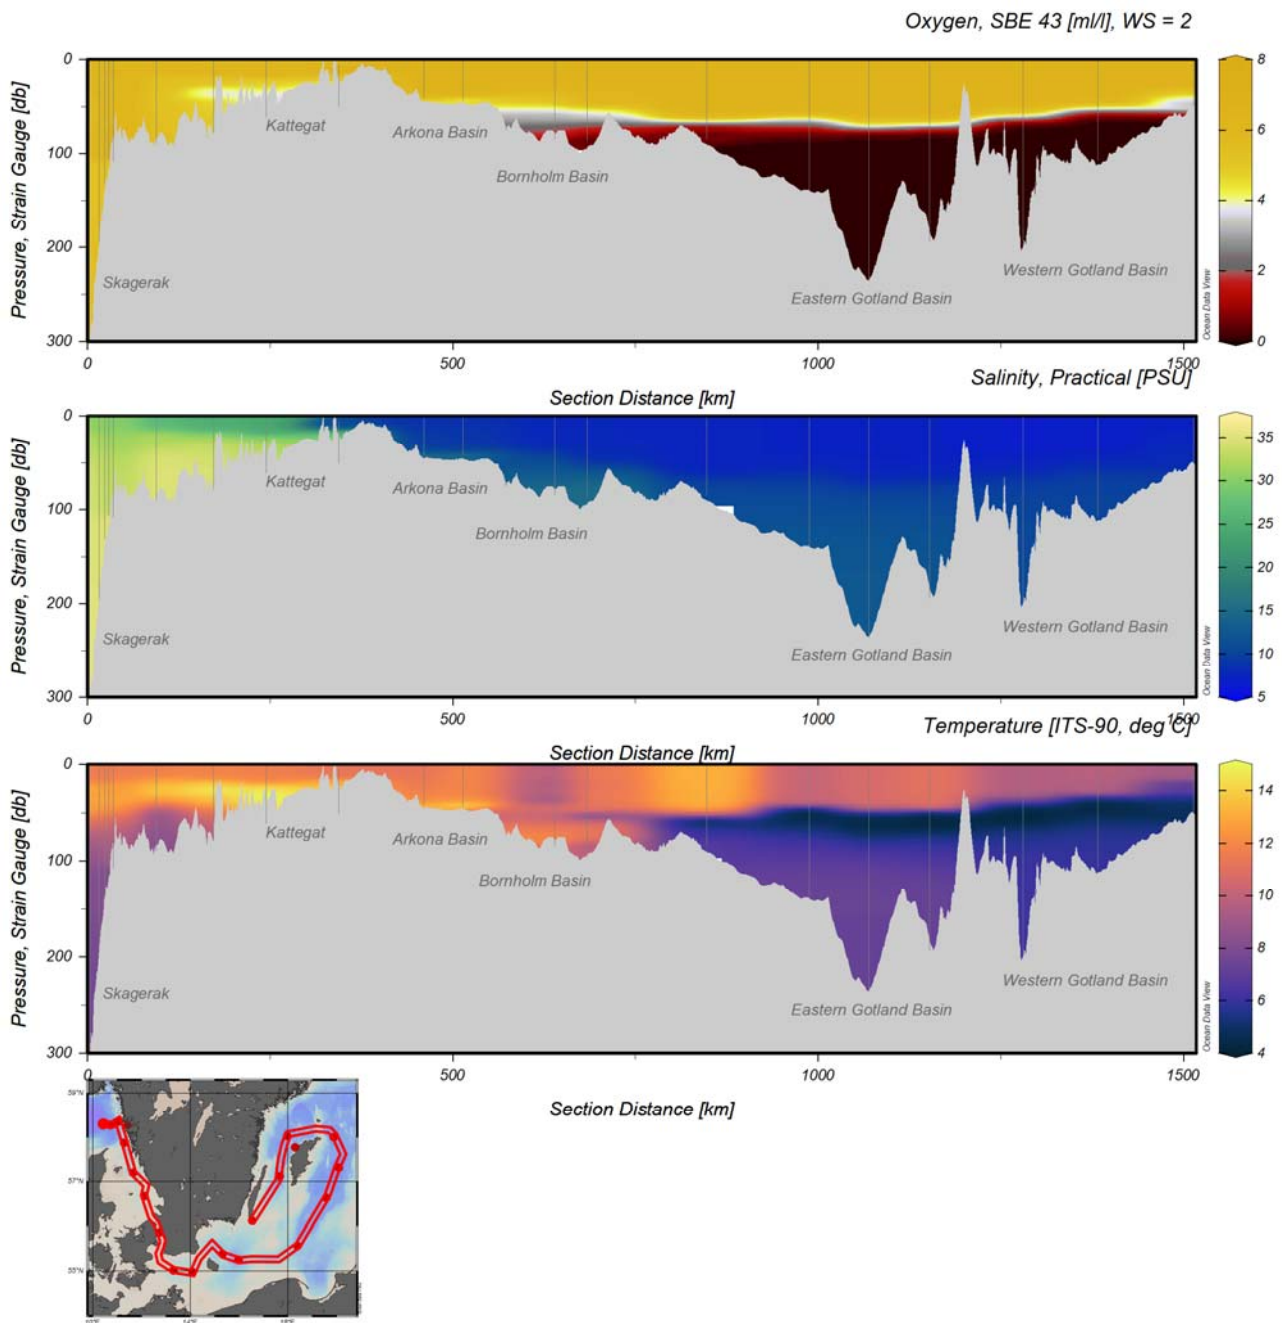 Oxygen, SBE 43 [ml/l], WS = 2
Pressure, Strain Gauge [db]
0
100
200
300
Skagerak
Kattegat
Arkona Basin
Bornholm Basin
Eastern Gotland Basin
Western Gotland Basin
Ocean Data View
8
6
4
2
0
0
500
1000
1500
Section Distance [km]
Salinity, Practical [PSU]
Pressure, Strain Gauge [db]
0
100
200
300
Skagerak
Kattegat
Arkona Basin
Bornholm Basin
Eastern Gotland Basin
Western Gotland Basin
Ocean Data View
35
30
25
20
15
10
5
0
500
1000
1500
Section Distance [km]
Temperature [ITS-90, deg C]
Pressure, Strain Gauge [db]
0
100
200
300
Skagerak
Kattegat
Arkona Basin
Bornholm Basin
Eastern Gotland Basin
Western Gotland Basin
Ocean Data View
14
12
10
8
6
4
0
500
1000
1500
Section Distance [km]
59°N
57°N
55°N